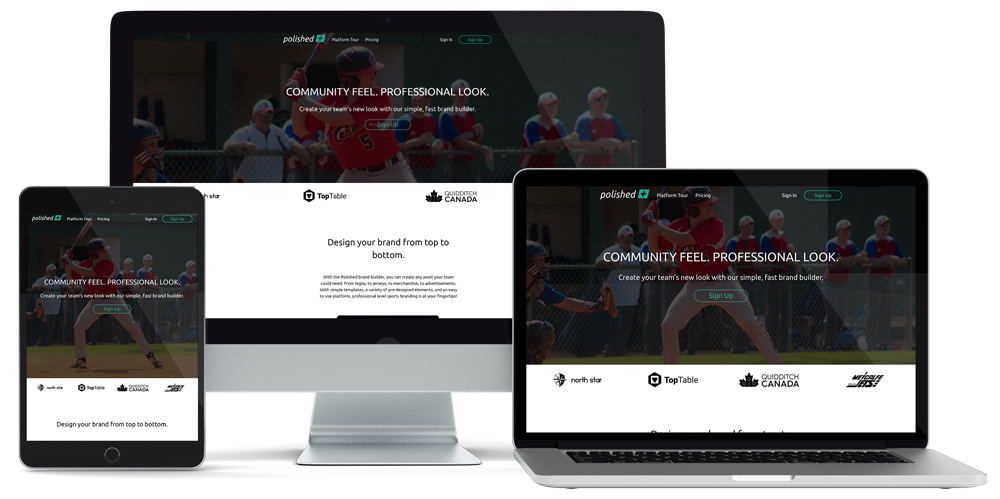 polished Platform Tour Pricing Sign In Sign Up
COMMUNITY FEEL. PROFESSIONAL LOOK.
Create your team's new look with our simple, fast brand builder.
Sign Up
5
TopTable
QUIDDITCH
CANADA
Design your brand from top to
bottom.
With the Polished brand builder, you can create any asset your team
could need. From logos, to jerseys, to merchandise, to advertisements.
With simple templates, a variety of pre-designed elements, and an easy
to use platform, professional level sports branding is at your fingertips!
polished Platform Tour Pricing Sign In Sign Up
COMMUNITY FEEL. PROFESSIONAL LOOK.
Create your team's new look with our simple, fast brand builder.
Sign Up
north star
TopTable
QUIDDITCH
CANADA
METCALFE
JETS
Design your brand from top to bottom.
polished Platform Tour Pricing Sign In Sign Up
COMMUNITY FEEL. PROFESSIONAL LOOK.
Create your team's new look with our simple, fast brand builder.
Sign Up
north star
TopTable
QUIDDITCH
CANADA
METCALFE
JETS